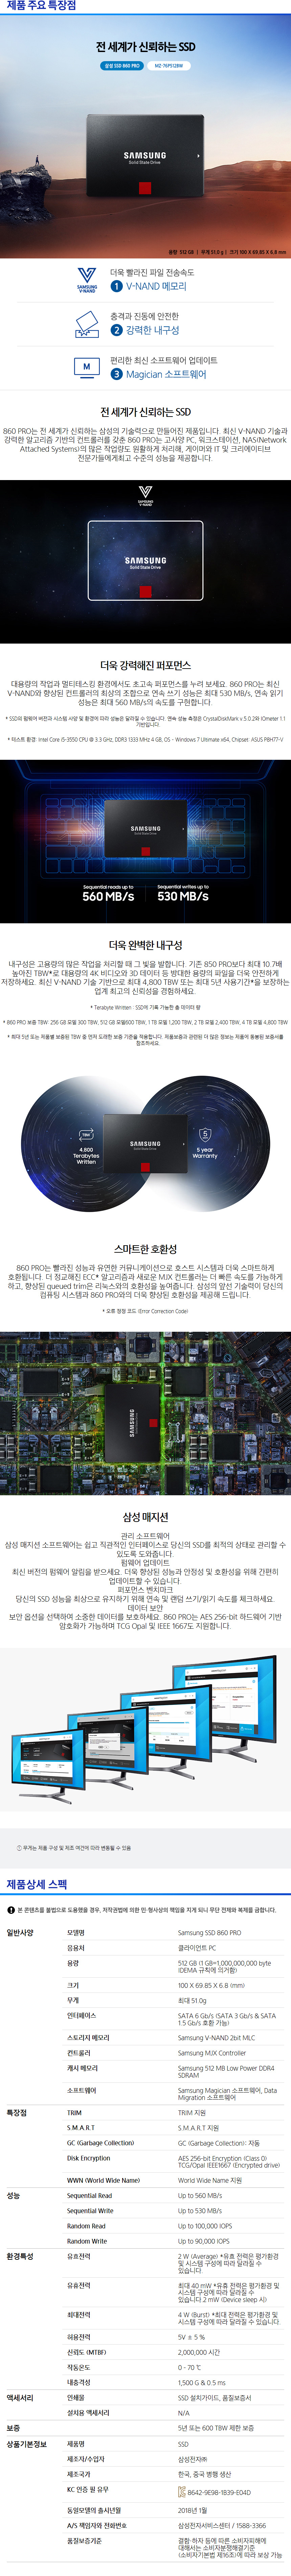 제품 주요 특장점
전 세계가 신뢰하는 SSD
삼성 SSD 860 PRO
MZ-76P512BW
SAMSUNG
Solid State Drive
용량 512 GB | 무게 51.0 g | 크기 100 X 69.85 X 6.8 mm
SAMSUNG
V-NAND
더욱 빨라진 파일 전송속도
1 V-NAND 메모리
충격과 진동에 안전한
2 강력한 내구성
M
편리한 최신 소프트웨어 업데이트
3 Magician 소프트웨어
전 세계가 신뢰하는 SSD
860 PRO는 전 세계가 신뢰하는 삼성의 기술력으로 만들어진 제품입니다. 최신 V-NAND 기술과
강력한 알고리즘 기반의 컨트롤러를 갖춘 860 PRO는 고사양 PC, 워크스테이션, NAS(Network
Attached Systems)의 많은 작업량도 원활하게 처리해, 게이머와 IT 및 크리에이티브
전문가들에게최고 수준의 성능을 제공합니다.
SAMSUNG
V-NAND
SAMSUNG
Solid State Drive
더욱 강력해진 퍼포먼스
대용량의 작업과 멀티테스킹 환경에서도 초고속 퍼포먼스를 누려 보세요. 860 PRO는 최신
V-NAND와 향상된 컨트롤러의 최상의 조합으로 연속 쓰기 성능은 최대 530 MB/s, 연속 읽기
성능은 최대 560 MB/s의 속도를 구현합니다.
* SSD의 펌웨어 버전과 시스템 사양 및 환경에 따라 성능은 달라질 수 있습니다. 연속 성능 측정은 CrystalDiskMark v.5.0.2와 IOmeter 1.1
기반입니다.
* 테스트 환경: Intel Core i5-3550 CPU @ 3.3 GHz, DDR3 1333 MHz 4 GB, OS - Windows 7 Ultimate x64, Chipset: ASUS P8H77-V
SAMSUNG
Solid State Drive
Sequential reads up to
560 MB/s
Sequential writes up to
530 MB/s
더욱 완벽한 내구성
내구성은 고용량의 많은 작업을 처리할 때 그 빛을 발합니다. 기존 850 PRO보다 최대 10.7배
높아진 TBW*로 대용량의 4K 비디오와 3D 데이터 등 방대한 용량의 파일을 더욱 안전하게
저장하세요. 최신 V-NAND 기술 기반으로 최대 4,800 TBW 또는 최대 5년 사용기간*을 보장하는
업계 최고의 신뢰성을 경험하세요.
* Terabyte Written : SSD에 기록 가능한 총 데이터 량
* 860 PRO 보증 TBW: 256 GB 모델 300 TBW, 512 GB 모델600 TBW, 1 TB 모델 1,200 TBW, 2 TB 모델 2,400 TBW, 4 TB 모델 4,800 TBW
* 최대 5년 또는 제품별 보증된 TBW 중 먼저 도래한 보증 기준을 적용합니다. 제품보증과 관련된 더 많은 정보는 제품에 동봉된 보증서를
참조하세요.
TBW
4,800
Terabytes
Written
SAMSUNG
Solid State Drive
5
5 year
Warranty
스마트한 호환성
860 PRO는 빨라진 성능과 유연한 커뮤니케이션으로 호스트 시스템과 더욱 스마트하게
호환됩니다. 더 정교해진 ECC* 알고리즘과 새로운 MJX 컨트롤러는 더 빠른 속도를 가능하게
하고, 향상된 queued trim은 리눅스와의 호환성을 높여줍니다. 삼성의 앞선 기술력이 당신의
컴퓨팅 시스템과 860 PRO와의 더욱 향상된 호환성을 제공해 드립니다.
* 오류 정정 코드 (Error Correction Code)
SAMSUNG
Solid State Drive
삼성 매지션
관리 소프트웨어
삼성 매지션 소프트웨어는 쉽고 직관적인 인터페이스로 당신의 SSD를 최적의 상태로 관리할 수
있도록 도와줍니다.
펌웨어 업데이트
최신 버전의 펌웨어 알림을 받으세요. 더욱 향상된 성능과 안정성 및 호환성을 위해 간편히
업데이트할 수 있습니다.
퍼포먼스 벤치마크
당신의 SSD 성능을 최상으로 유지하기 위해 연속 및 랜덤 쓰기/읽기 속도를 체크하세요.
데이터 보안
보안 옵션을 선택하여 소중한 데이터를 보호하세요. 860 PRO는 AES 256-bit 하드웨어 기반
암호화가 가능하며 TCG Opal 및 IEEE 1667도 지원합니다.
① 무게는 제품 구성 및 제조 여건에 따라 변동될 수 있음
제품상세 스펙
! 본 콘텐츠를 불법으로 도용했을 경우, 저작권법에 의한 민·형사상의 책임을 지게 되니 무단 전제와 복제를 금합니다.
일반사양 모델명 Samsung SSD 860 PRO
응용처 클라이언트 PC
용량 512 GB (1 GB=1,000,000,000 byte
(IDEMA 규칙에 의거함)
크기 100 X 69.85 X 6.8 (mm)
무게 최대 51.0g
인터페이스 SATA 6 Gb/s (SATA 3 Gb/s & SATA
1.5 Gb/s 호환 가능)
스토리지 메모리 Samsung V-NAND 2bit MLC
컨트롤러 Samsung MJX Controller
캐시 메모리 Samsung 512 MB Low Power DDR4
SDRAM
소프트웨어 Samsung Magician 소프트웨어, Data
Migration 소프트웨어
특장점 TRIM TRIM 지원
S.M.A.R.T S.M.A.R.T 지원
GC (Garbage Collection) GC (Garbage Collection): 자동
Disk Encryption AES 256-bit Encryption (Class 0)
TCG/Opal IEEE1667 (Encrypted drive)
WWN (World Wide Name) World Wide Name 지원
성능 Sequential Read Up to 560 MB/s
Sequential Write Up to 530 MB/s
Random Read Up to 100,000 IOPS
Random Write Up to 90,000 IOPS
환경특성 유효전력 2 W (Average) *유효 전력은 평가환경
및 시스템 구성에 따라 달라질 수
있습니다.
유휴전력 최대 40 mW *유휴 전력은 평가환경 및
시스템 구성에 따라 달라질 수
있습니다.2 mW (Device sleep 시)
최대전력 4 W (Burst) *최대 전력은 평가환경 및
시스템 구성에 따라 달라질 수 있습니다.
허용전력 5V ± 5 %
신뢰도 (MTBF) 2,000,000 시간
작동온도 0 - 70 ℃
내충격성 1,500 G & 0.5 ms
액세서리 인쇄물 SSD 설치가이드, 품질보증서
설치용 액세서리 N/A
보증 5년 또는 600 TBW 제한 보증
상품기본정보 제품명 SSD
제조자/수입자 삼성전자㈜
제조국가 한국, 중국 병행 생산
KC 인증 필 유무 8642-9E98-1B39-E04D
동일모델의 출시년월 2018년 1월
A/S 책임자와 전화번호 삼성전자서비스센터 / 1588-3366
품질보증기준 결함·하자 등에 따른 소비자피해에
대해서는 소비자분쟁해결기준
(소비자기본법 제16조)에 따라 보상 가능